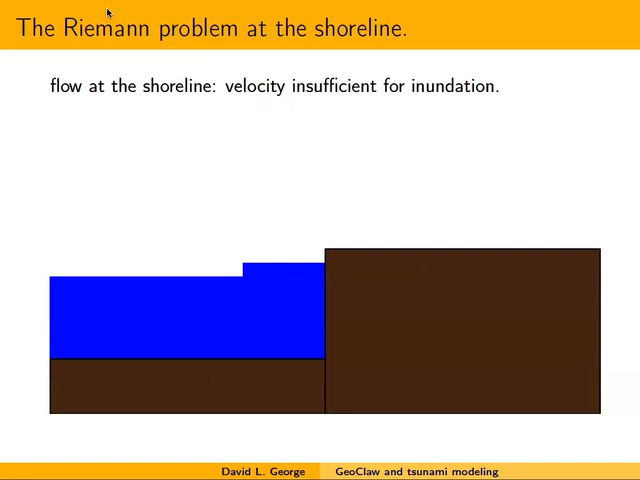 The Riemann problem at the shoreline.
flow at the shoreline: velocity insufficient for inundation.
David L. George GeoClaw and tsunami modeling